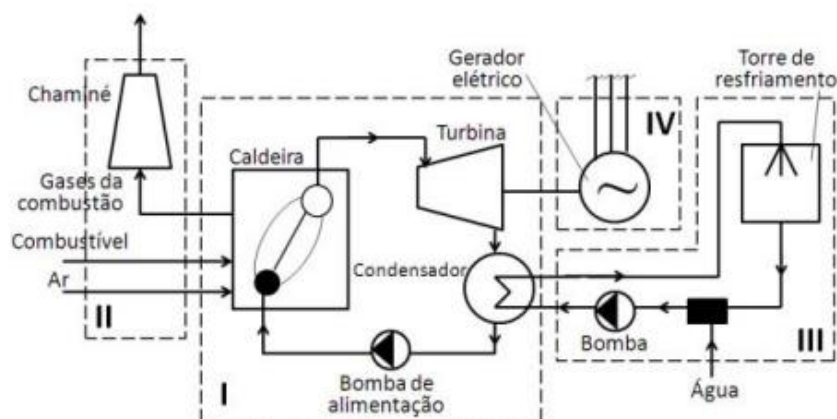 Gerador
elétrico
Torre de
resfriamento
Chaminé
IV
Turbina
Caldeira
Gases da
combustão
Combustível
Condensador
Ar
II
Bomba
III
I
Bomba de
alimentação
Água